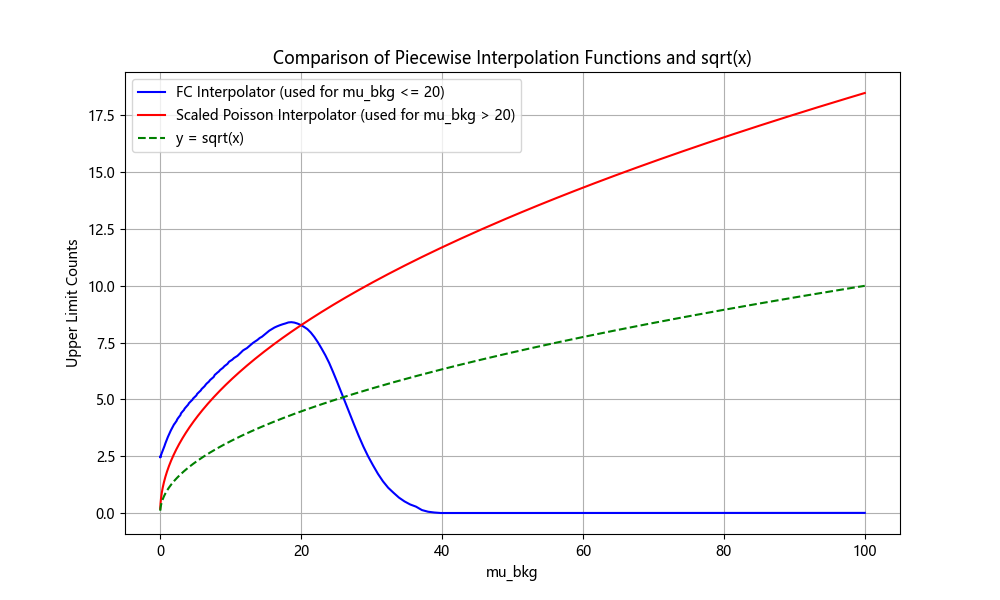 Comparison of Piecewise Interpolation Functions and sqrt(x)
FC Interpolator (used for mu_bkg <= 20)
Scaled Poisson Interpolator (used for mu_bkg > 20)
y = sqrt(x)
Upper Limit Counts
17.5
15.0
12.5
10.0
7.5
5.0
2.5
0.0
0 20 40 60 80 100
mu_bkg